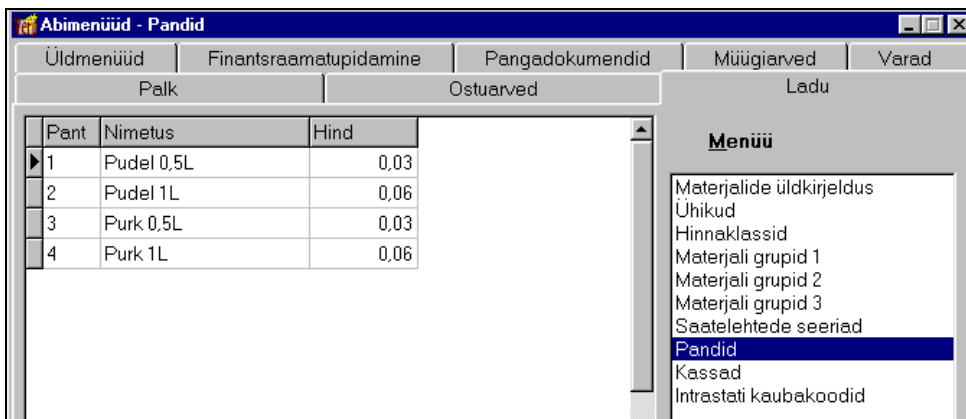 Abimenüüd - Pandid
Üldmenüüd Finantsraamatupidamine Pangadokumendid Müügiarved Varad
Palk Ostuarved Ladu
Pant Nimetus Hind
1 Pudel 0,5L 0,03
2 Pudel 1L 0,06
3 Purk 0,5L 0,03
4 Purk 1L 0,06
Menüü
Materjalide üldkirjeldus
Ühikud
Hinnaklassid
Materjali grupid 1
Materjali grupid 2
Materjali grupid 3
Saatelehtede seeriad
Pandid
Kassad
Intrastati kaubakoodid